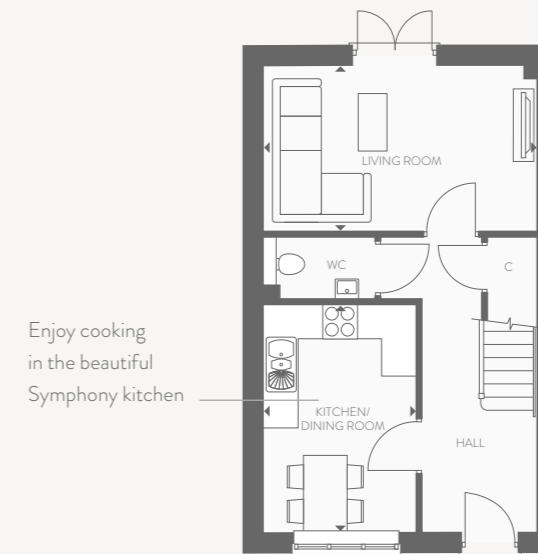 LIVING ROOM
WC
C
Enjoy cooking
in the beautiful
Symphony kitchen
KITCHEN/
DINING ROOM
HALL